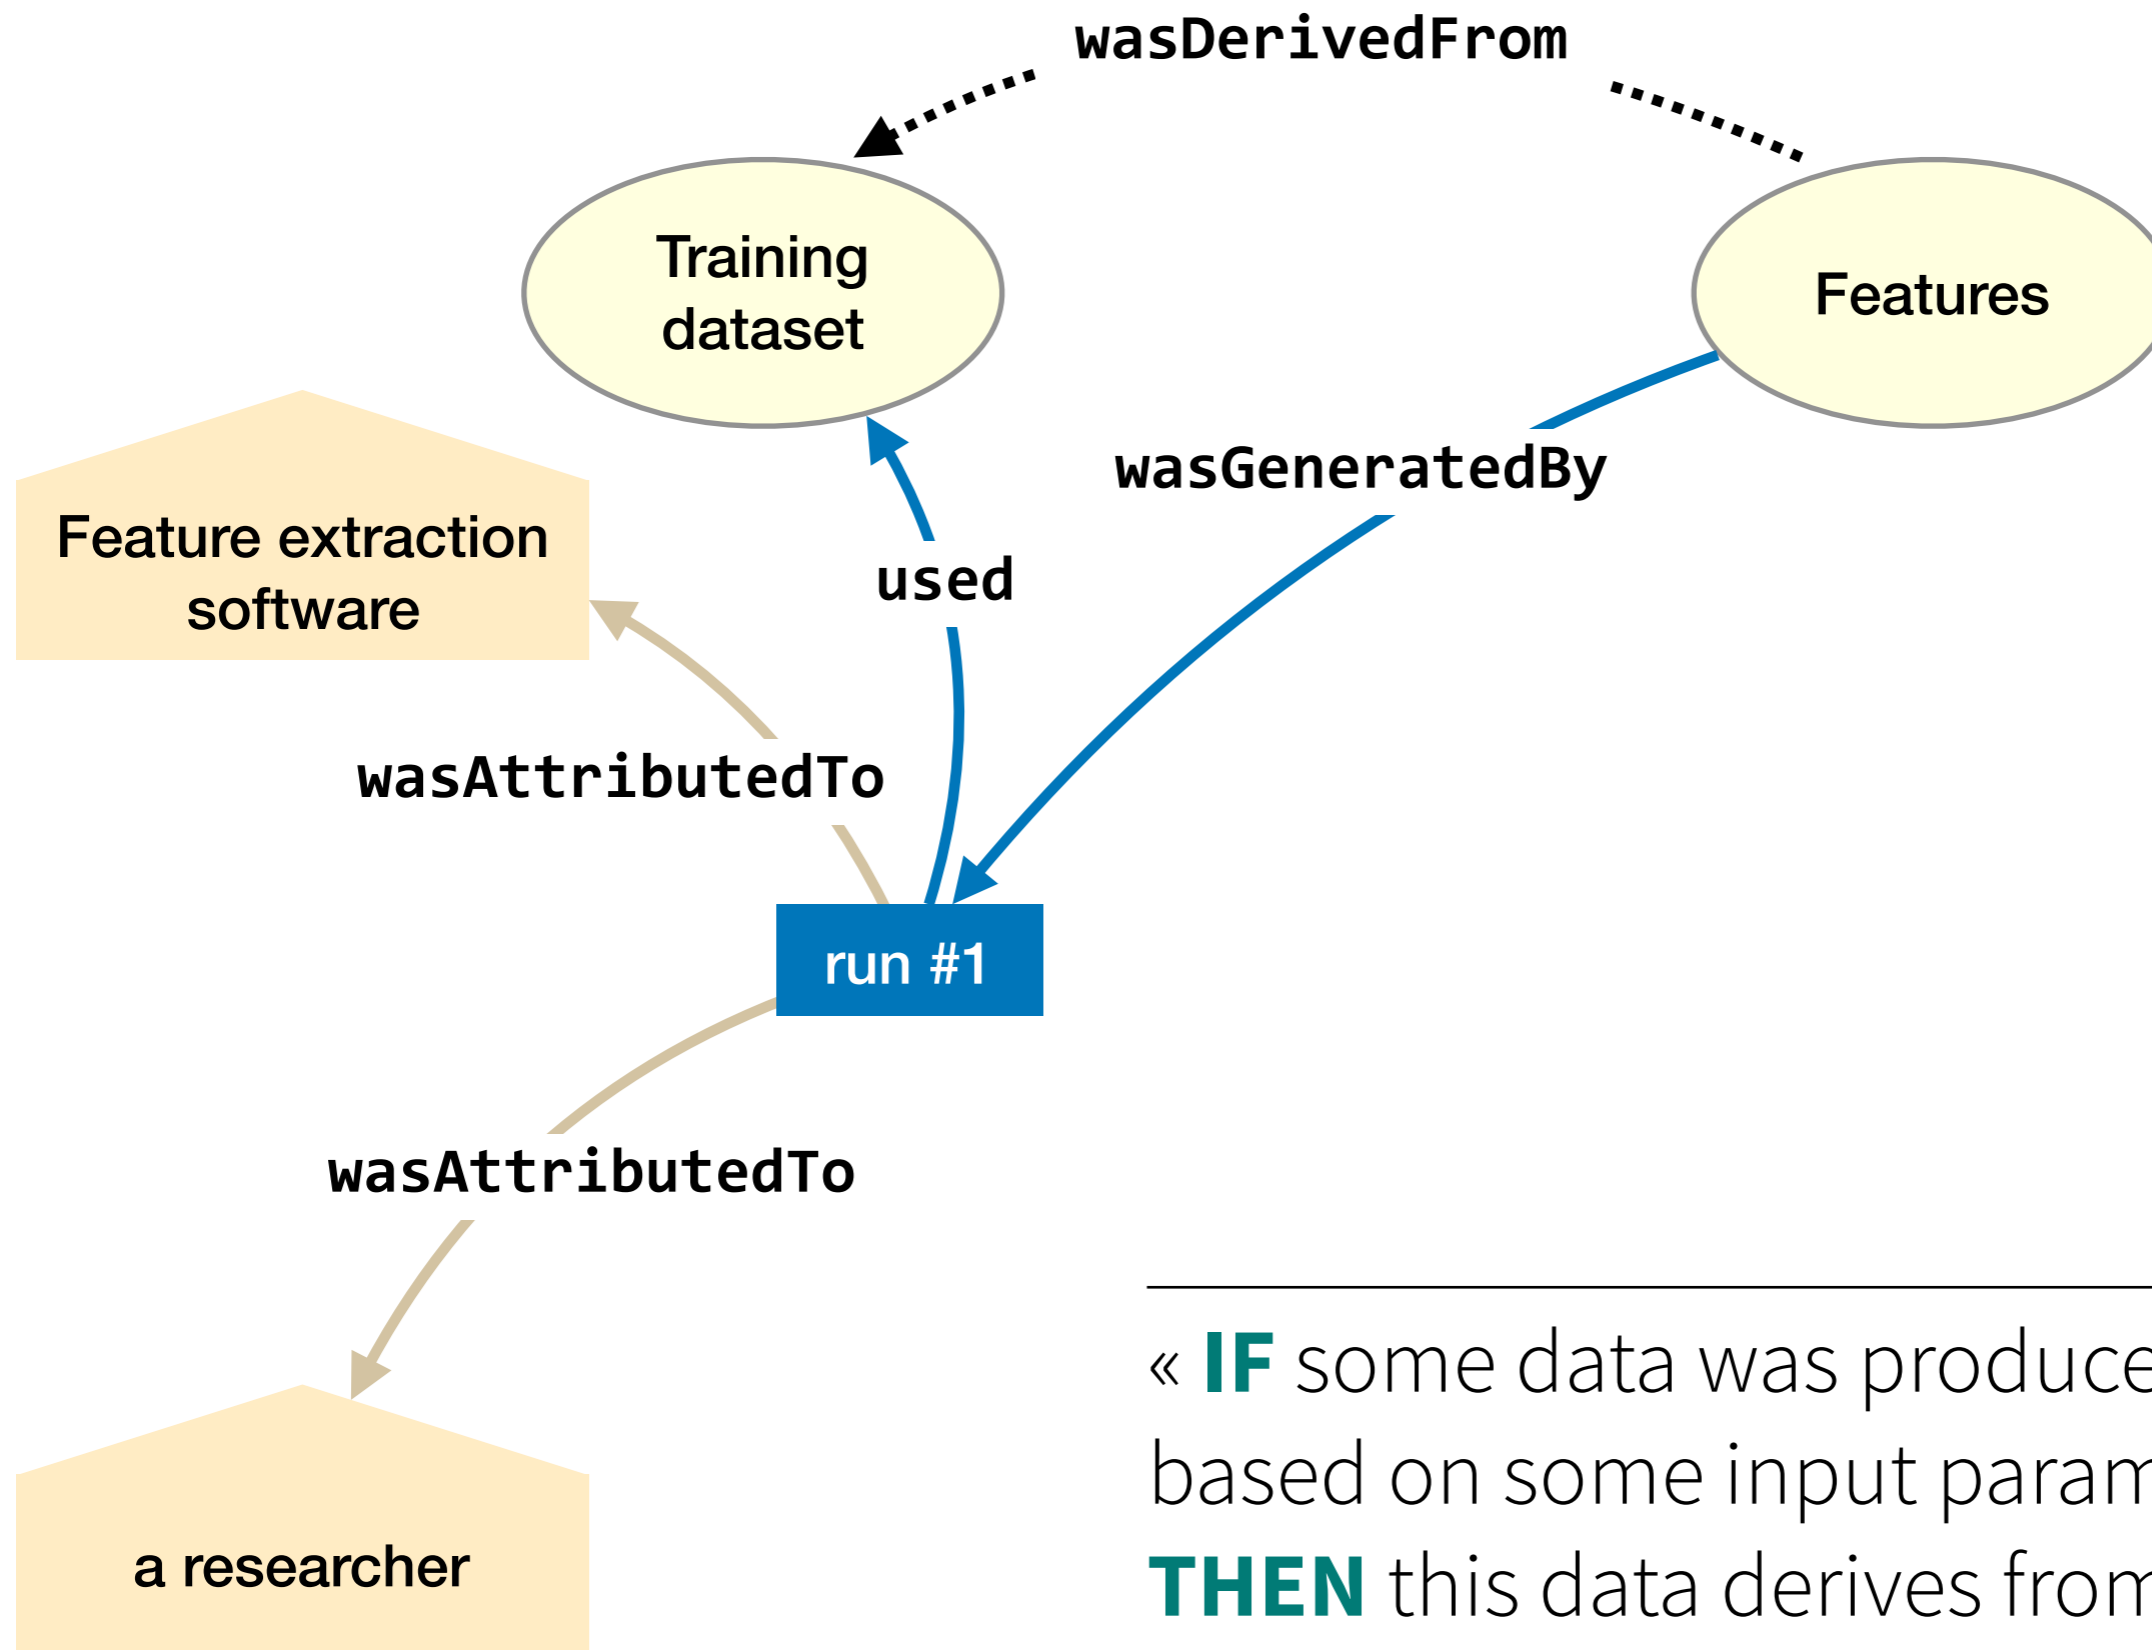 wasDerivedFrom
Training
dataset
Features
wasGeneratedBy
Feature extraction
software
used
wasAttributedTo
run #1
wasAttributedTo
« IF some data was produce
based on some input param
THEN this data derives from
a researcher